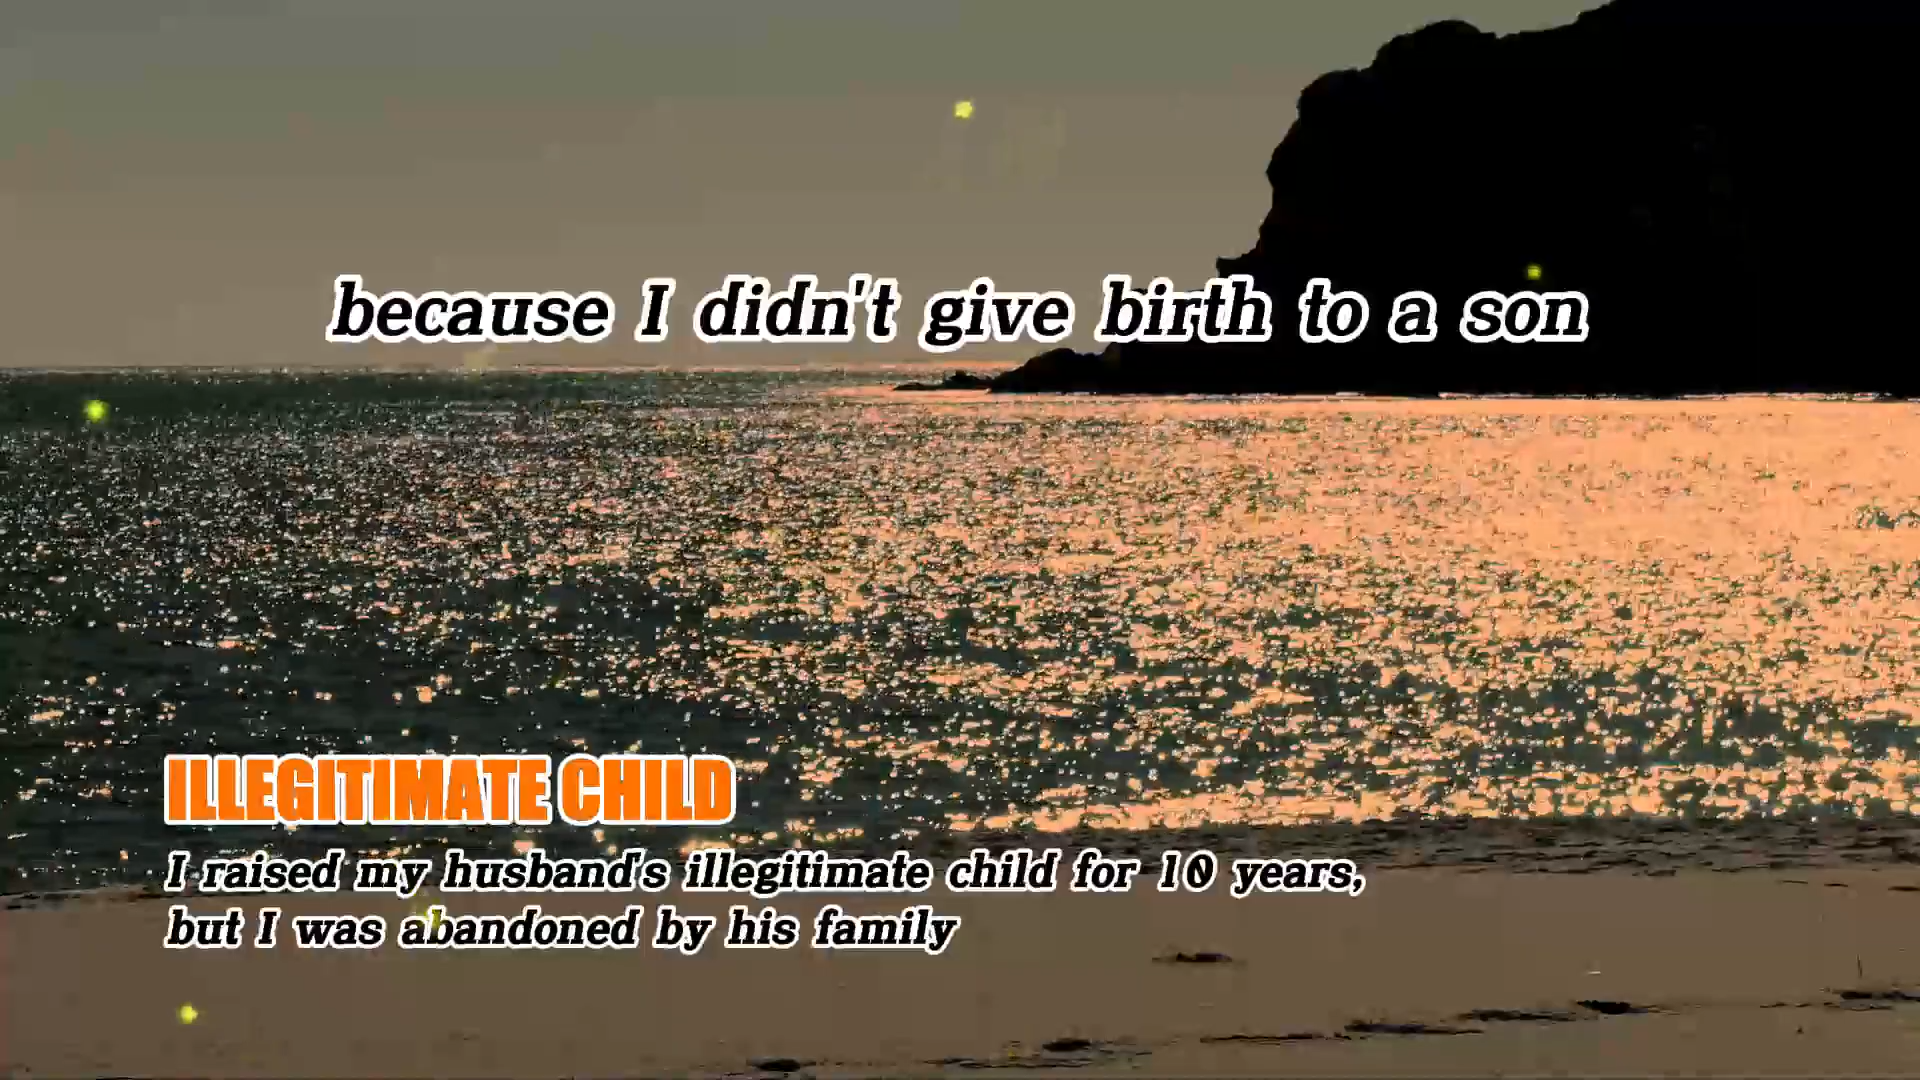 because I didn't give birth to a son
ILLEGITIMATE CHILD
I raised my husband's illegitimate child for 10 years,
but I was abandoned by his family